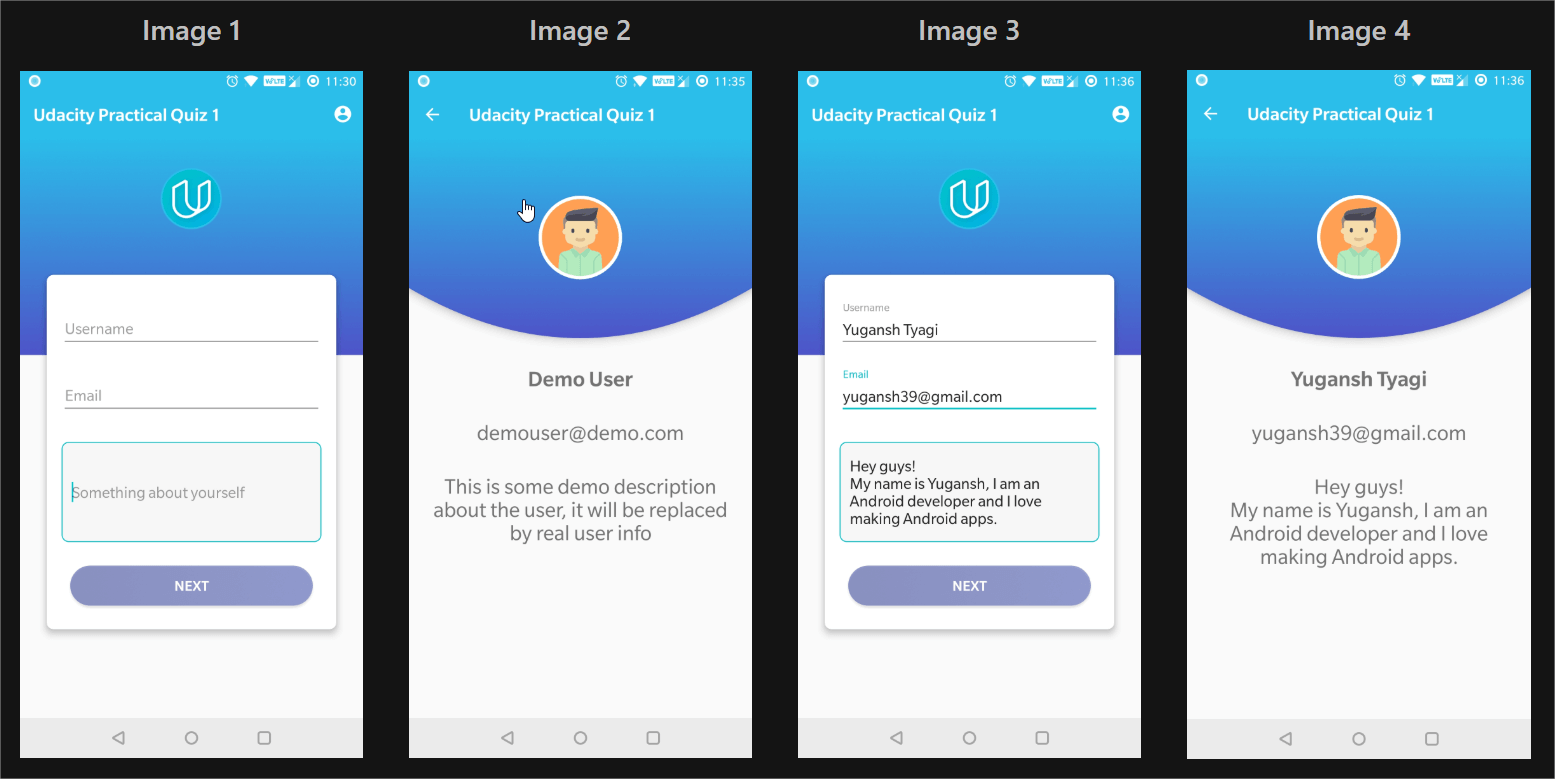 Image 1
Image 2
Image 3
Image 4
VoLTE 11:30
Udacity Practical Quiz 1
Username
Email
Something about yourself
NEXT
VoLTE 11:35
Udacity Practical Quiz 1
Demo User
demouser@demo.com
This is some demo description
about the user, it will be replaced
by real user info
VoLTE 11:36
Udacity Practical Quiz 1
Username
Yugansh Tyagi
Email
yugansh39@gmail.com
Hey guys!
My name is Yugansh, I am an
Android developer and I love
making Android apps.
NEXT
VoLTE 11:36
Udacity Practical Quiz 1
Yugansh Tyagi
yugansh39@gmail.com
Hey guys!
My name is Yugansh, I am an
Android developer and I love
making Android apps.